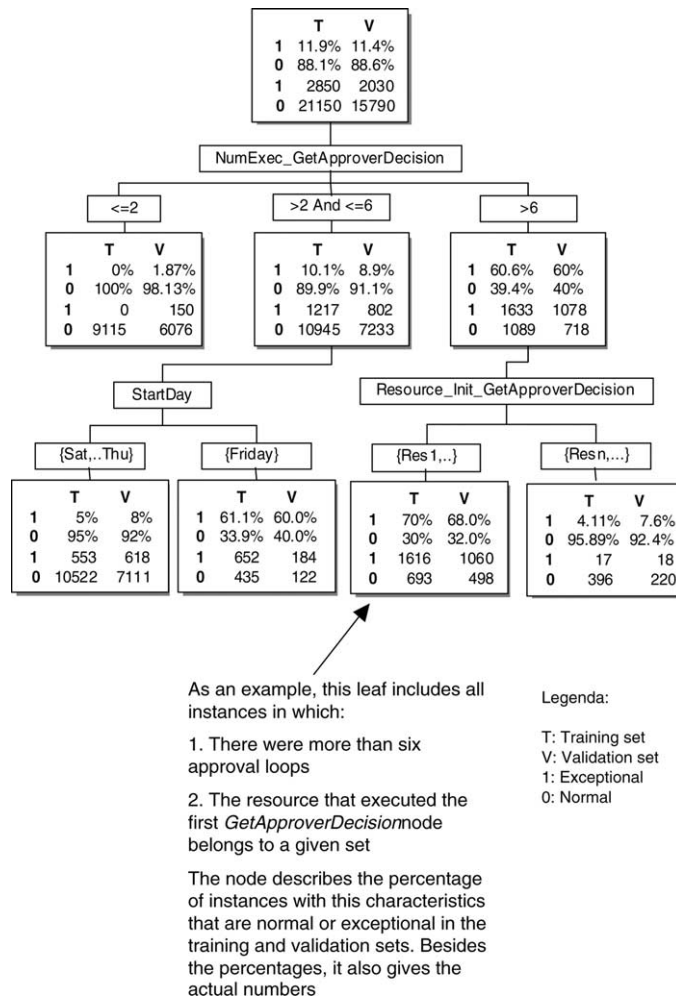 T V
1 11.9% 11.4%
0 88.1% 88.6%
1 2850 2030
0 21150 15790
NumExec_GetApproverDecision
<=2
>2 And <=6
>6
T V
1 0% 1.87%
0 100% 98.13%
1 0 150
0 9115 6076
T V
1 10.1% 8.9%
0 89.9% 91.1%
1 1217 802
0 10945 7233
T V
1 60.6% 60%
0 39.4% 40%
1 1633 1078
0 1089 718
StartDay
Resource_Init_GetApproverDecision
{Sat,..Thu}
{Friday}
{Res1,..}
{Resn,...}
T V
1 5% 8%
0 95% 92%
1 553 618
0 10522 7111
T V
1 61.1% 60.0%
0 33.9% 40.0%
1 652 184
0 435 122
T V
1 70% 68.0%
0 30% 32.0%
1 1616 1060
0 693 498
T V
1 4.11% 7.6%
0 95.89% 92.4%
1 17 18
0 396 220
As an example, this leaf includes all
instances in which:
1. There were more than six
approval loops
2. The resource that executed the
first GetApproverDecisionnode
belongs to a given set
The node describes the percentage
of instances with this characteristics
that are normal or exceptional in the
training and validation sets. Besides
the percentages, it also gives the
actual numbers
Legenda:
T: Training set
V: Validation set
1: Exceptional
0: Normal